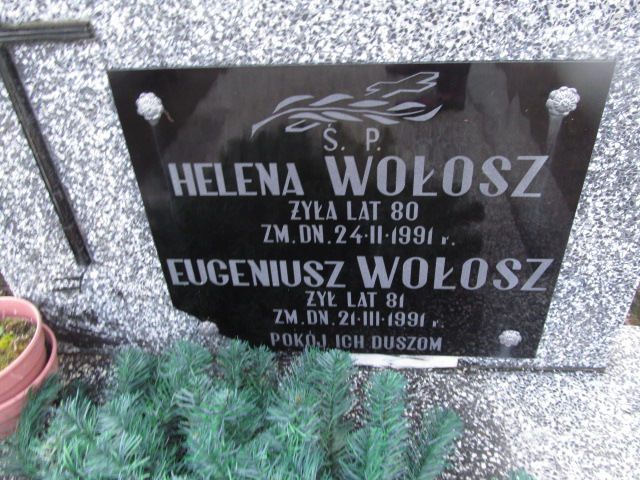 Ś. P.
HELENA WOŁOSZ
ŻYŁA LAT 80
ZM. DN. 24·II·1991 r.
EUGENIUSZ WOŁOSZ
ŻYŁ LAT 81
ZM. DN. 21·III·1991 r.
POKÓJ ICH DUSZOM